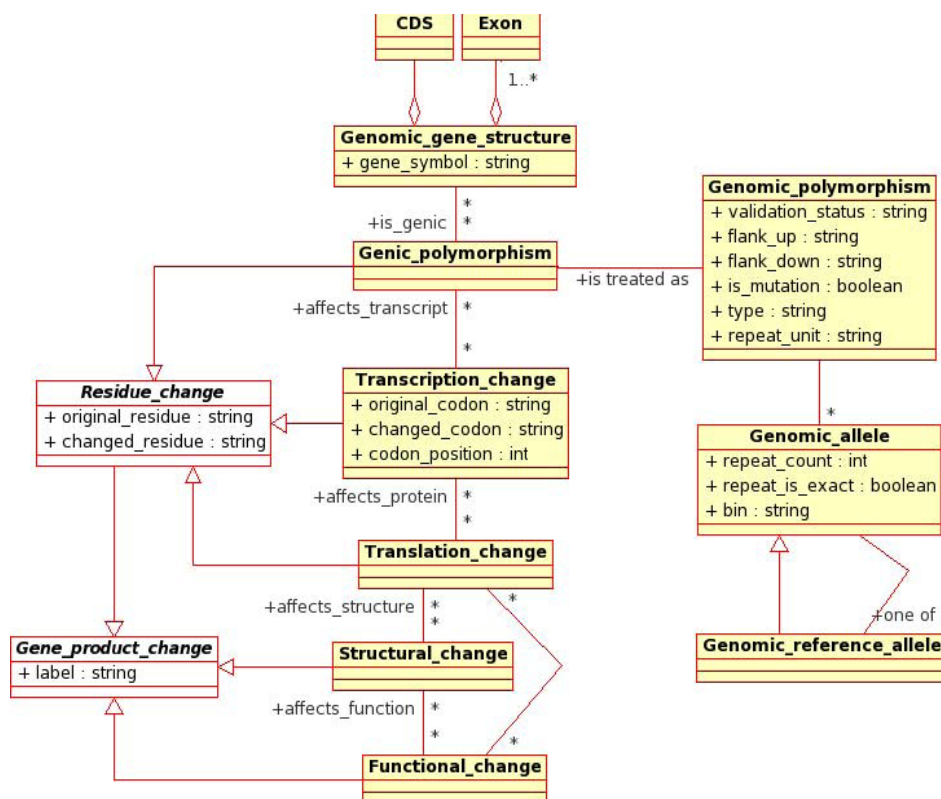 CDS
Exon
1..*
Genomic_gene_structure
+ gene_symbol : string
*
+is_genic
*
Genic_polymorphism
+is treated as
Genomic_polymorphism
+ validation_status : string
+ flank_up : string
+ flank_down : string
+ is_mutation : boolean
+ type : string
+ repeat_unit : string
+affects_transcript
*
*
Residue_change
+ original_residue : string
+ changed_residue : string
Transcription_change
+ original_codon : string
+ changed_codon : string
+ codon_position : int
*
Genomic_allele
+ repeat_count : int
+ repeat_is_exact : boolean
+ bin : string
+affects_protein
*
*
Translation_change
+affects_structure
*
*
*
+one of
Gene_product_change
+ label : string
Structural_change
Genomic_reference_allele
+affects_function
*
*
*
Functional_change